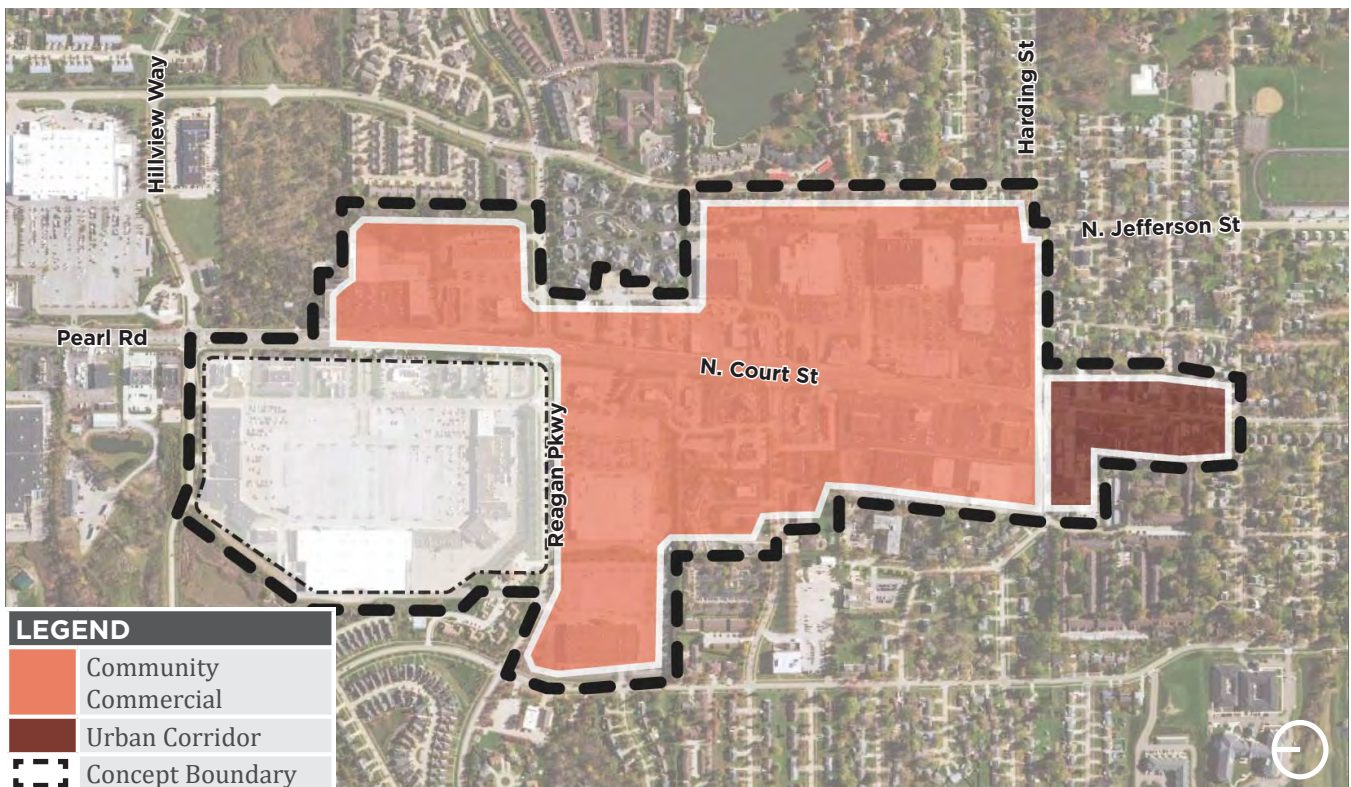 Hillview Way
Harding St
N. Jefferson St
Pearl Rd
N. Court St
Reagan Pkwy
LEGEND
Community
Commercial
Urban Corridor
Concept Boundary